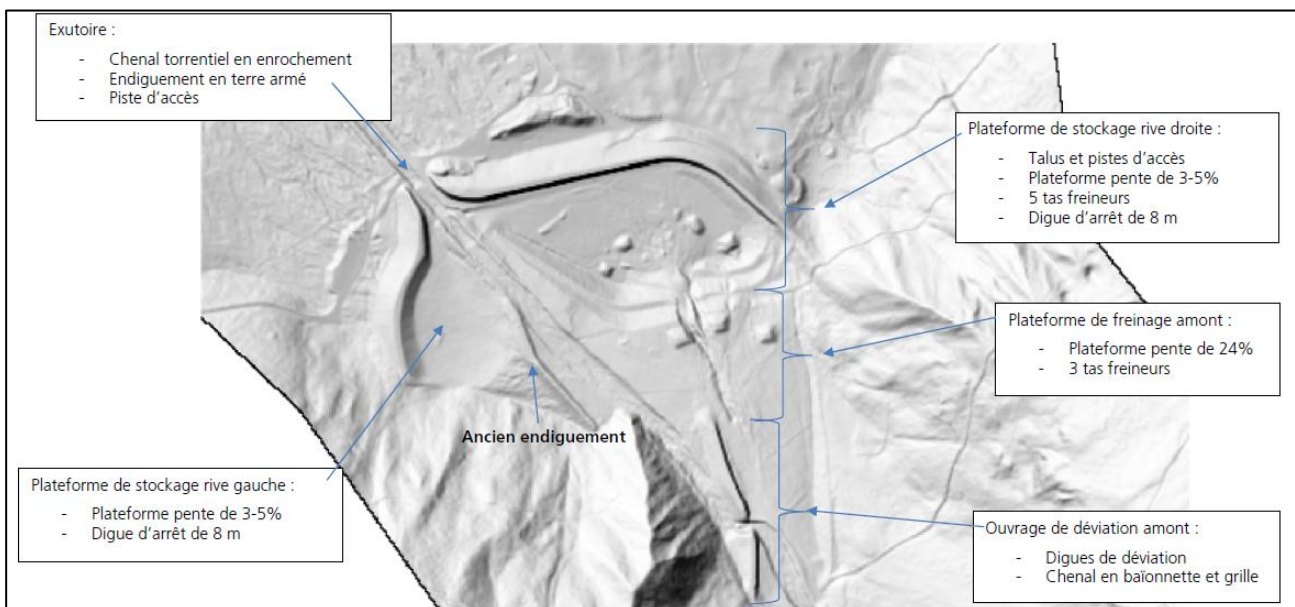 Exutoire :
- Chenal torrentiel en enrochement
- Endiguement en terre armé
- Piste d'accès
Plateforme de stockage rive droite :
- Talus et pistes d'accès
- Plateforme pente de 3-5%
- 5 tas freineurs
- Digue d'arrêt de 8 m
Plateforme de freinage amont :
- Plateforme pente de 24%
- 3 tas freineurs
Ancien endiguement
Plateforme de stockage rive gauche :
- Plateforme pente de 3-5%
- Digue d'arrêt de 8 m
Ouvrage de déviation amont :
- Digues de déviation
- Chenal en baïonnette et grille